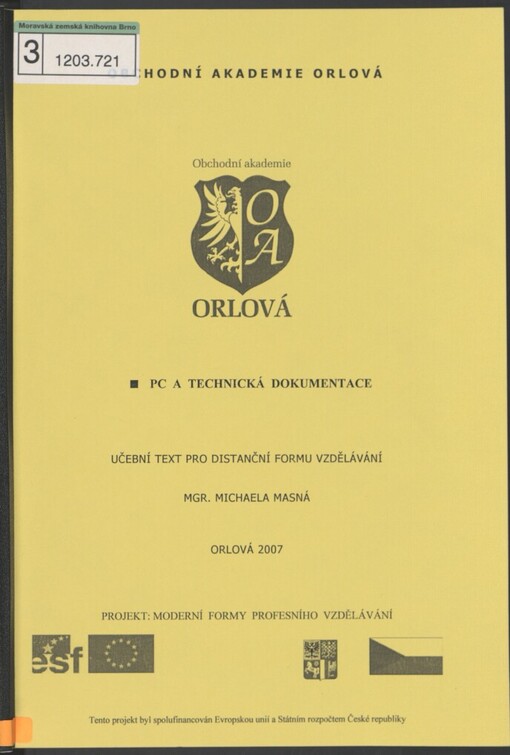 Moravská zemská knihovna Brno
3
1203.721
CHODNÍ AKADEMIE ORLOVÁ
Obchodní akademie
O
A
ORLOVÁ
PC A TECHNICKÁ DOKUMENTACE
UČEBNÍ TEXT PRO DISTANČNÍ FORMU VZDĚLÁVÁNÍ
MGR. MICHAELA MASNÁ
ORLOVÁ 2007
PROJEKT: MODERNÍ FORMY PROFESNÍHO VZDĚLÁVÁNÍ
esf
Tento projekt byl spolufinancován Evropskou unií a Státním rozpočtem České republiky